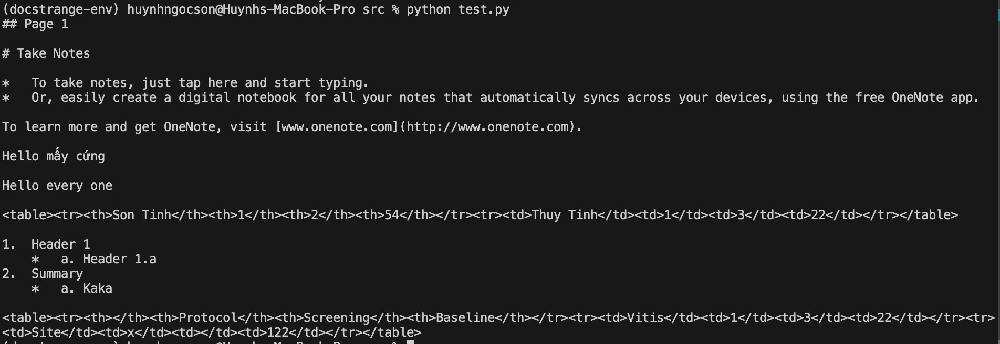 (docstrange-env) huynhngocson@Huynhs-MacBook-Pro src % python test.py
## Page 1
# Take Notes
*   To take notes, just tap here and start typing.
*   Or, easily create a digital notebook for all your notes that automatically syncs across your devices, using the free OneNote app.
To learn more and get OneNote, visit [www.onenote.com](http://www.onenote.com).
Hello mấy cứng
Hello every one
<table><tr><th>Son Tinh</th><th>1</th><th>2</th><th>54</th></tr><tr><td>Thuy Tinh</td><td>1</td><td>3</td><td>22</td></tr></table>
1.  Header 1
    *   a. Header 1.a
2.  Summary
    *   a. Kaka
<table><tr><th></th><th>Protocol</th><th>Screening</th><th>Baseline</th></tr><tr><td>Vitis</td><td>1</td><td>3</td><td>22</td></tr><tr>
<td>Site</td><td>x</td><td></td><td>122</td></tr></table>